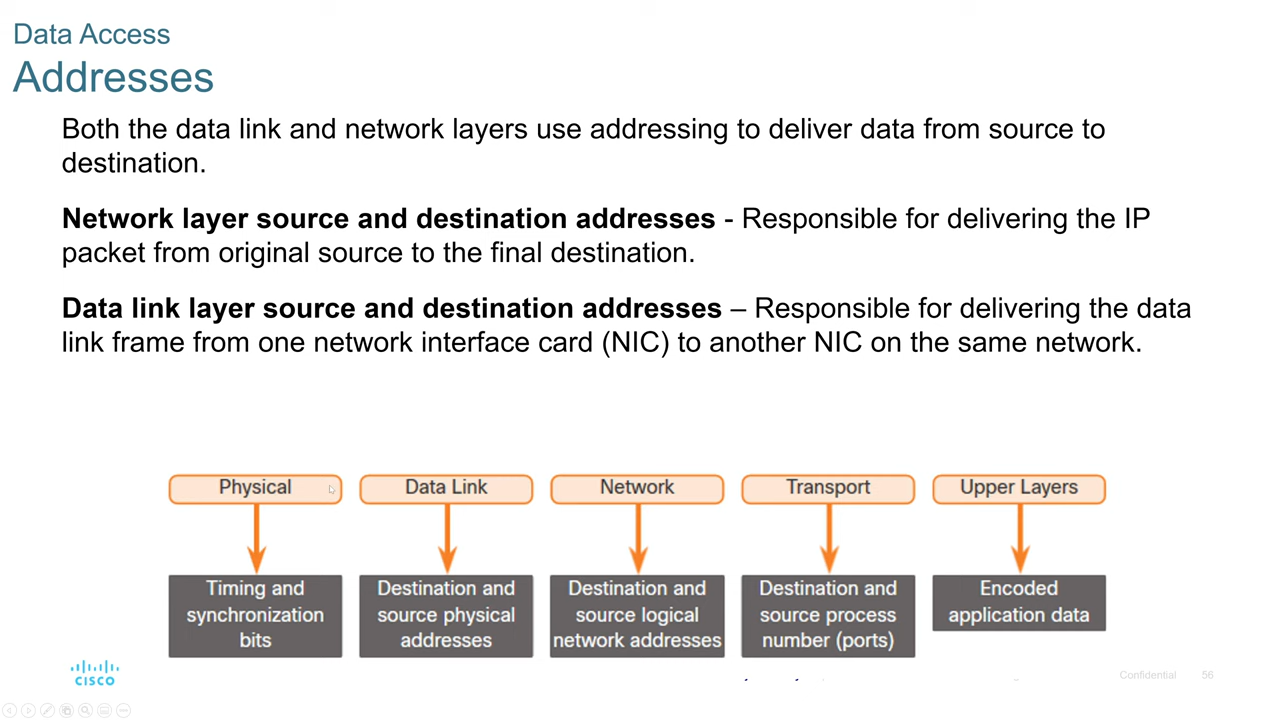 Data Access
Addresses
Both the data link and network layers use addressing to deliver data from source to
destination.
Network layer source and destination addresses - Responsible for delivering the IP
packet from original source to the final destination.
Data link layer source and destination addresses – Responsible for delivering the data
link frame from one network interface card (NIC) to another NIC on the same network.
Physical
Data Link
Network
Transport
Upper Layers
Timing and
synchronization
bits
Destination and
source physical
addresses
Destination and
source logical
network addresses
Destination and
source process
number (ports)
Encoded
application data
CISCO
Confidential
56